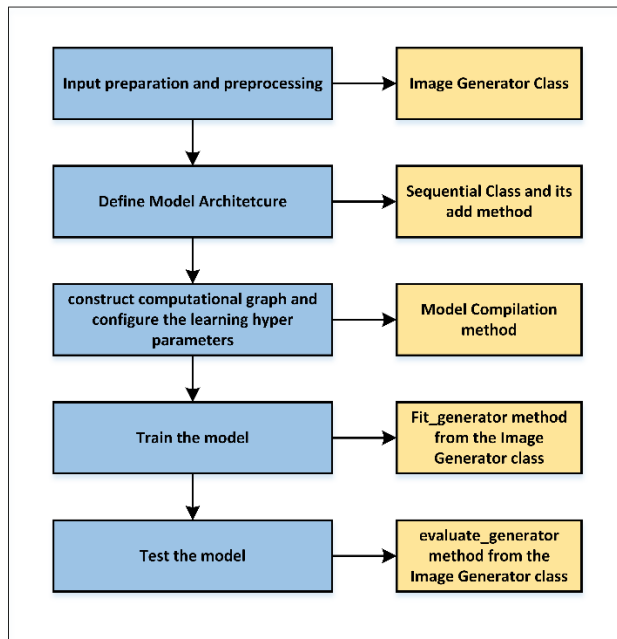 Input preparation and preprocessing
Image Generator Class
Define Model Architetcure
Sequential Class and its
add method
construct computational graph and
configure the learning hyper
parameters
Model Compilation
method
Train the model
Fit_generator method
from the Image
Generator class
Test the model
evaluate_generator
method from the
Image Generator class